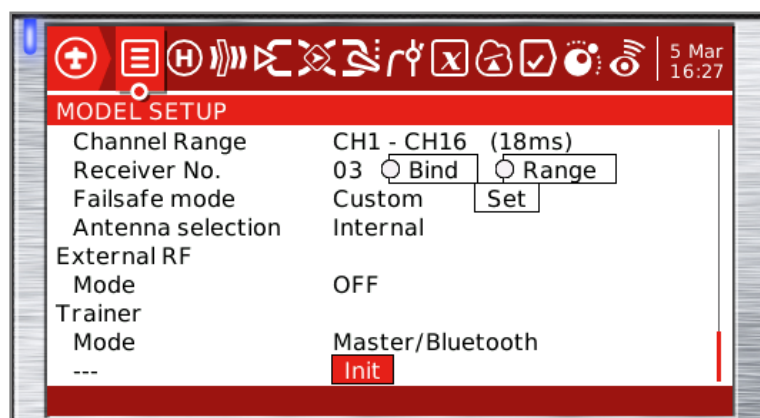 5 Mar
16:27
MODEL SETUP
Channel Range CH1 - CH16 (18ms)
Receiver No. 03 Bind Range
Failsafe mode Custom Set
Antenna selection Internal
External RF
Mode OFF
Trainer
Mode Master/Bluetooth
--- Init